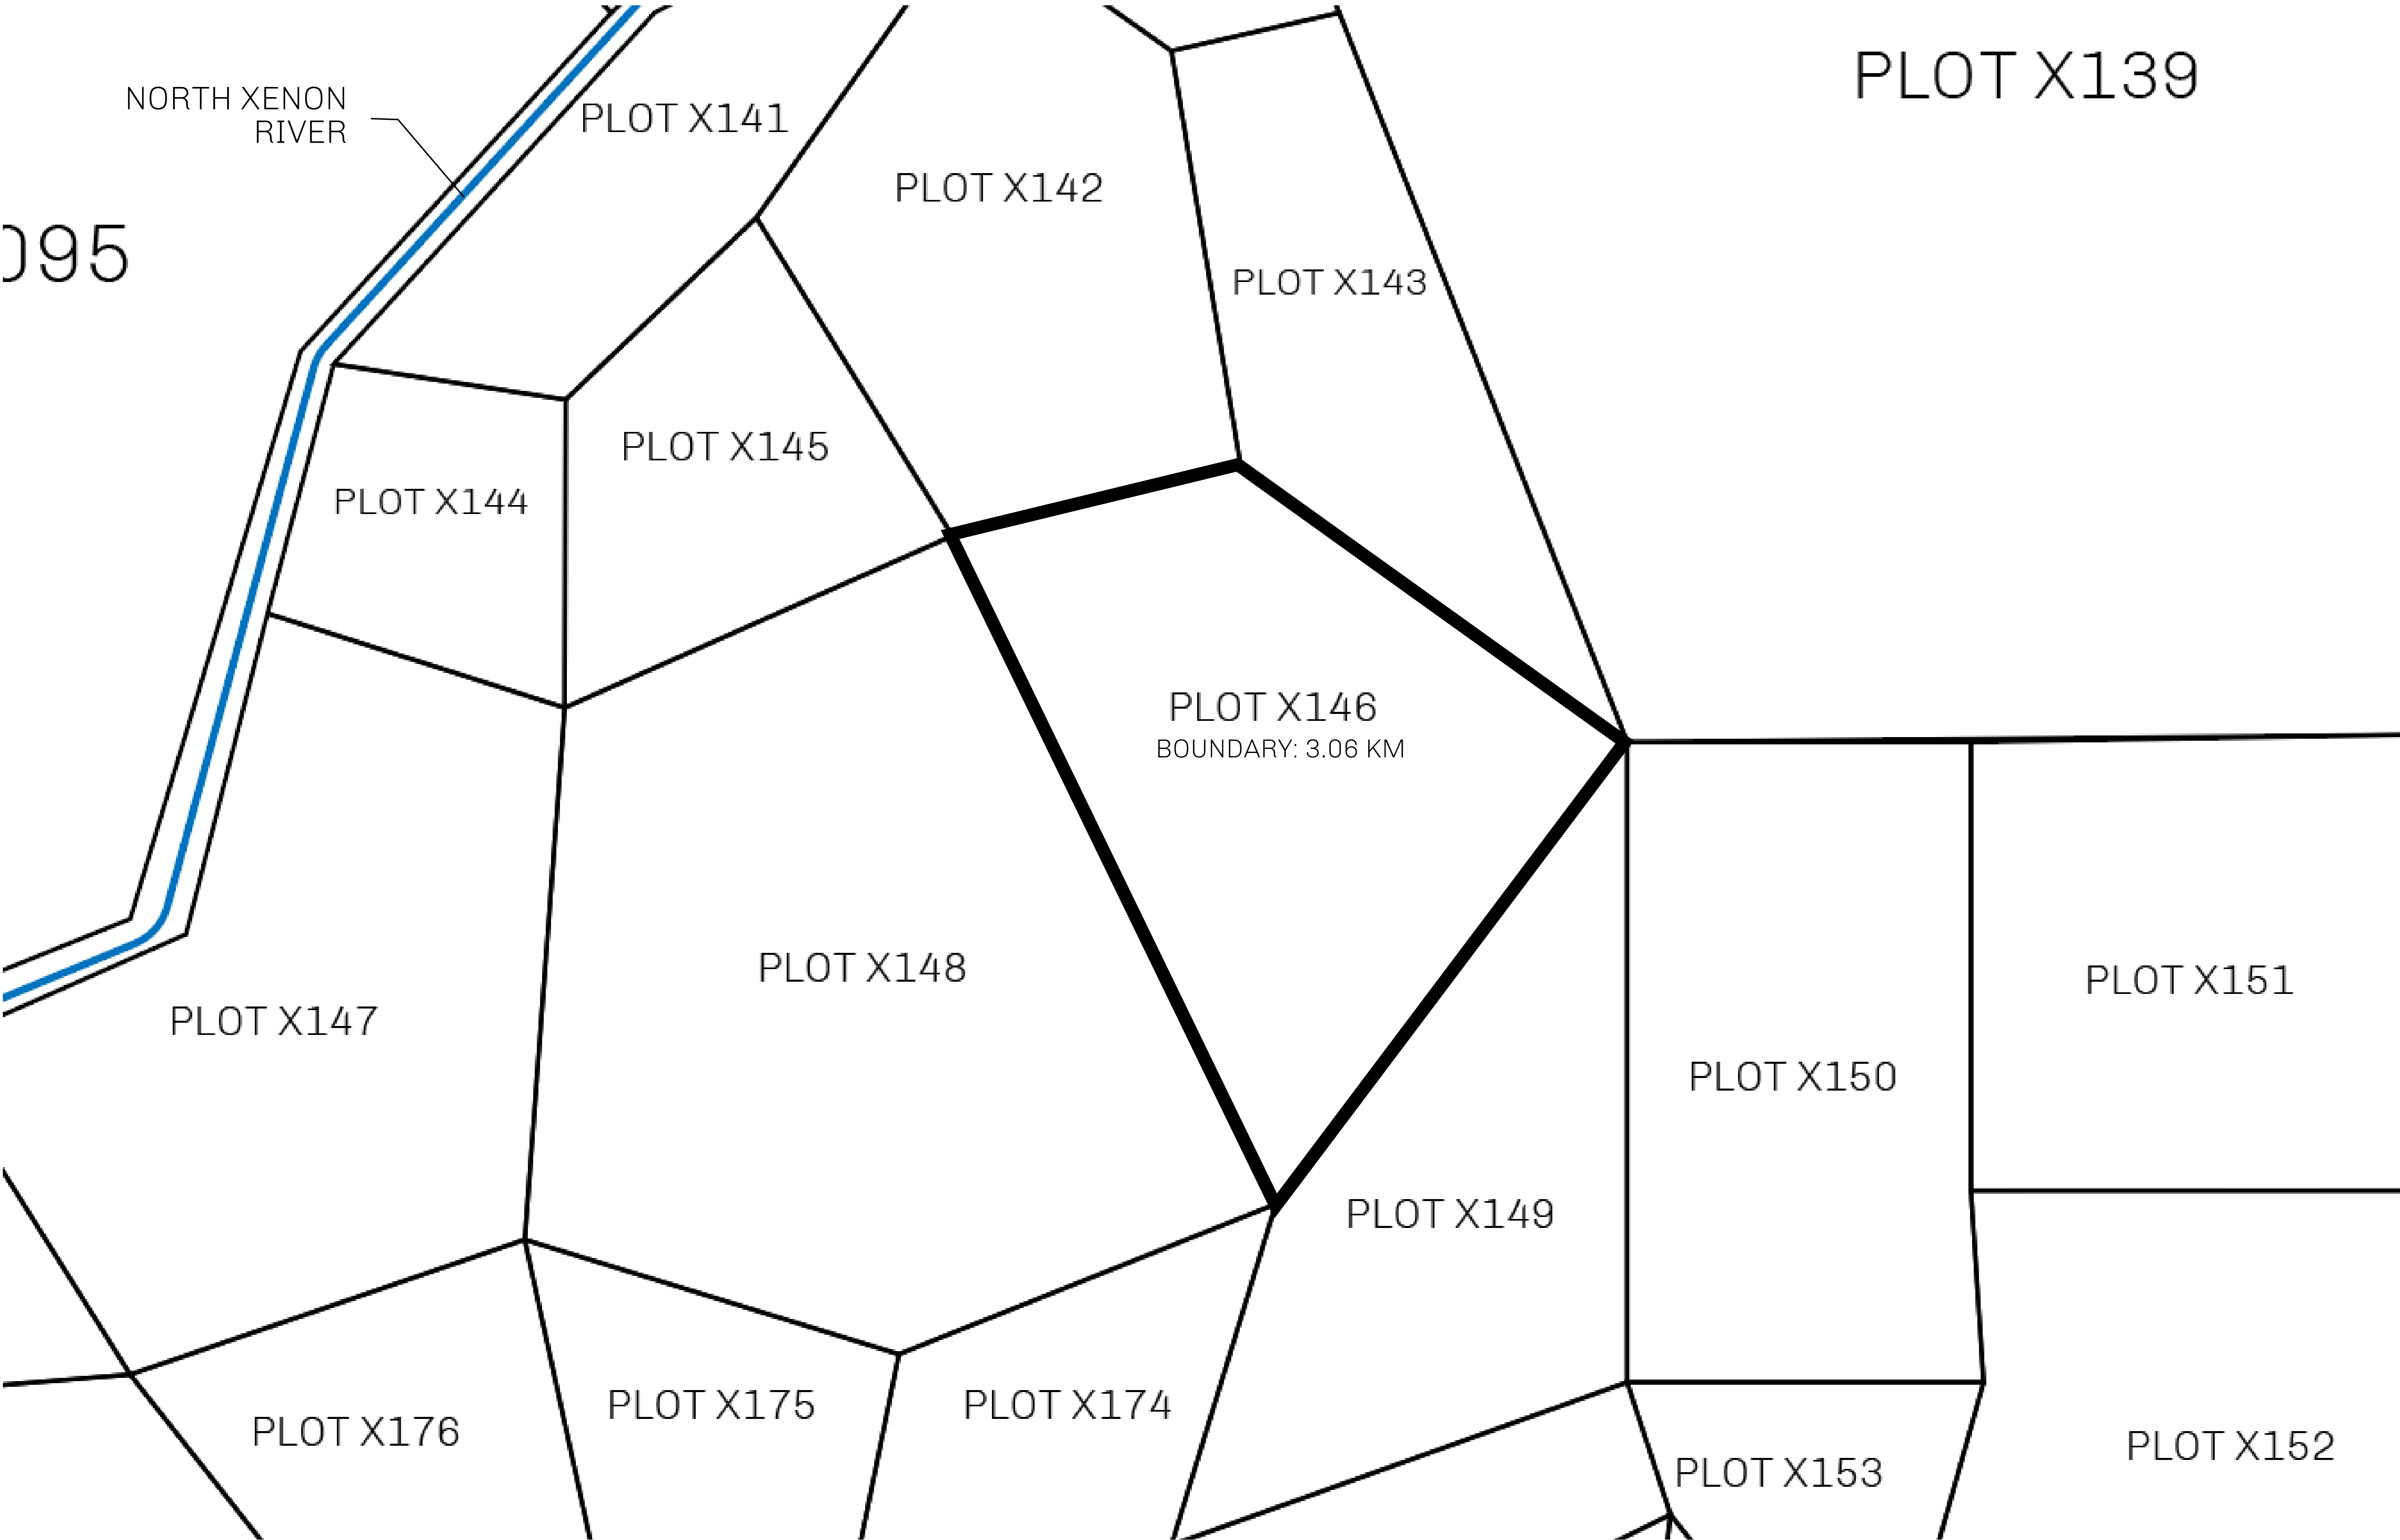 PLOT X139
NORTH XENON
RIVER
PLOT X141
PLOT X142
095
PLOT X143
PLOT X145
PLOT X144
PLOT X146
BOUNDARY: 3.06 KM
PLOT X148
PLOT X151
PLOT X147
PLOT X150
PLOT X149
PLOT X175
PLOT X174
PLOT X176
PLOT X152
PLOT X153